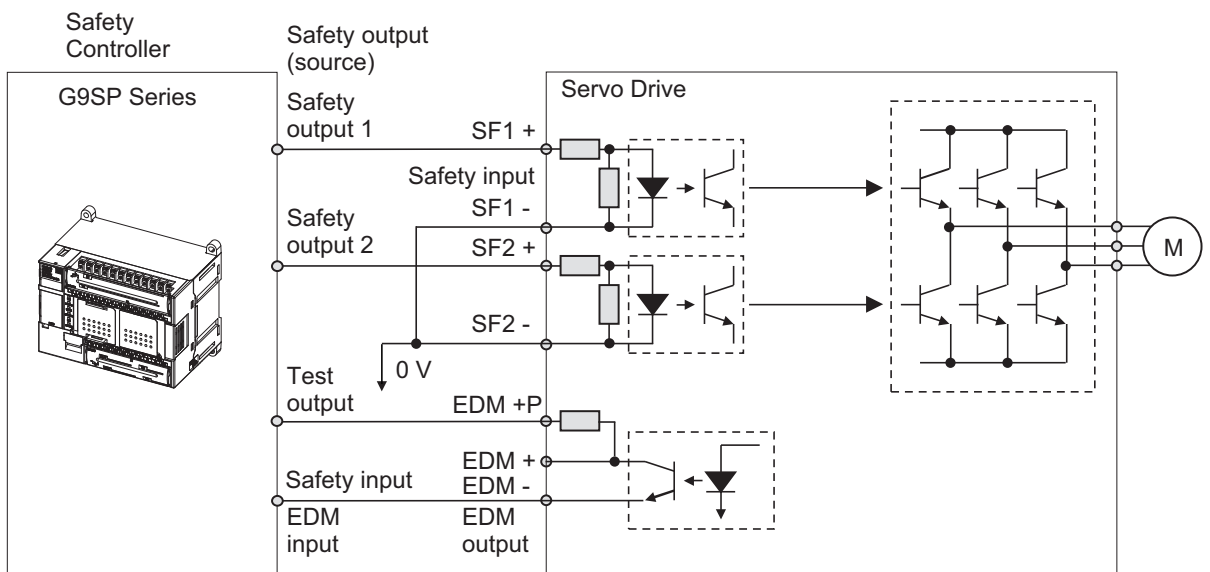 Safety
Controller
Safety output
(source)
G9SP Series
Servo Drive
Safety
output 1
SF1 +
Safety input
SF1 -
Safety
output 2
SF2 +
SF2 -
0 V
M
Test
output
EDM +P
EDM +
Safety input
EDM -
EDM
input
EDM
output